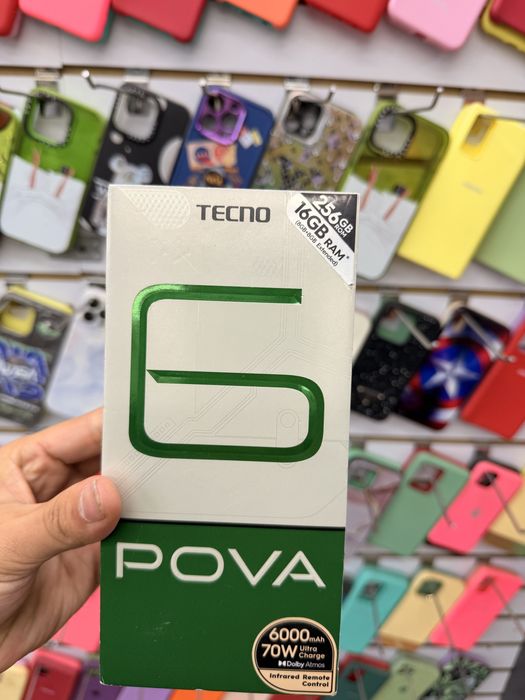 TECNO
256GB
ROM
16GB RAM*
(8GB+8GB Extended)
6
POVA
6000mAh
70W Ultra
Charge
Dolby Atmos
Infrared Remote
Control